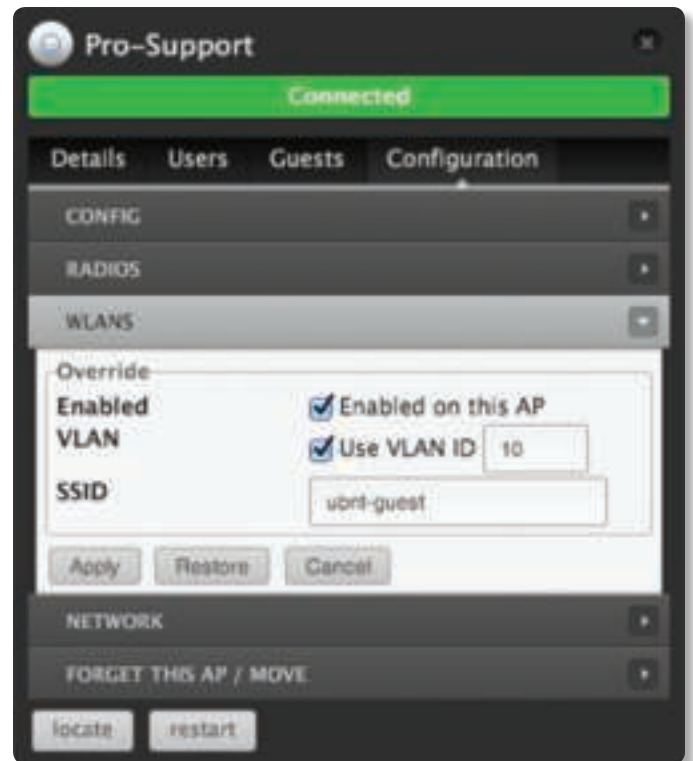 Pro-Support
Connected
Details Users Guests Configuration
CONFIG
RADIOS
WLANS
Override
Enabled Enabled on this AP
VLAN Use VLAN ID 10
SSID ubnt-guest
Apply Restore Cancel
NETWORK
FORGET THIS AP / MOVE
locate restart